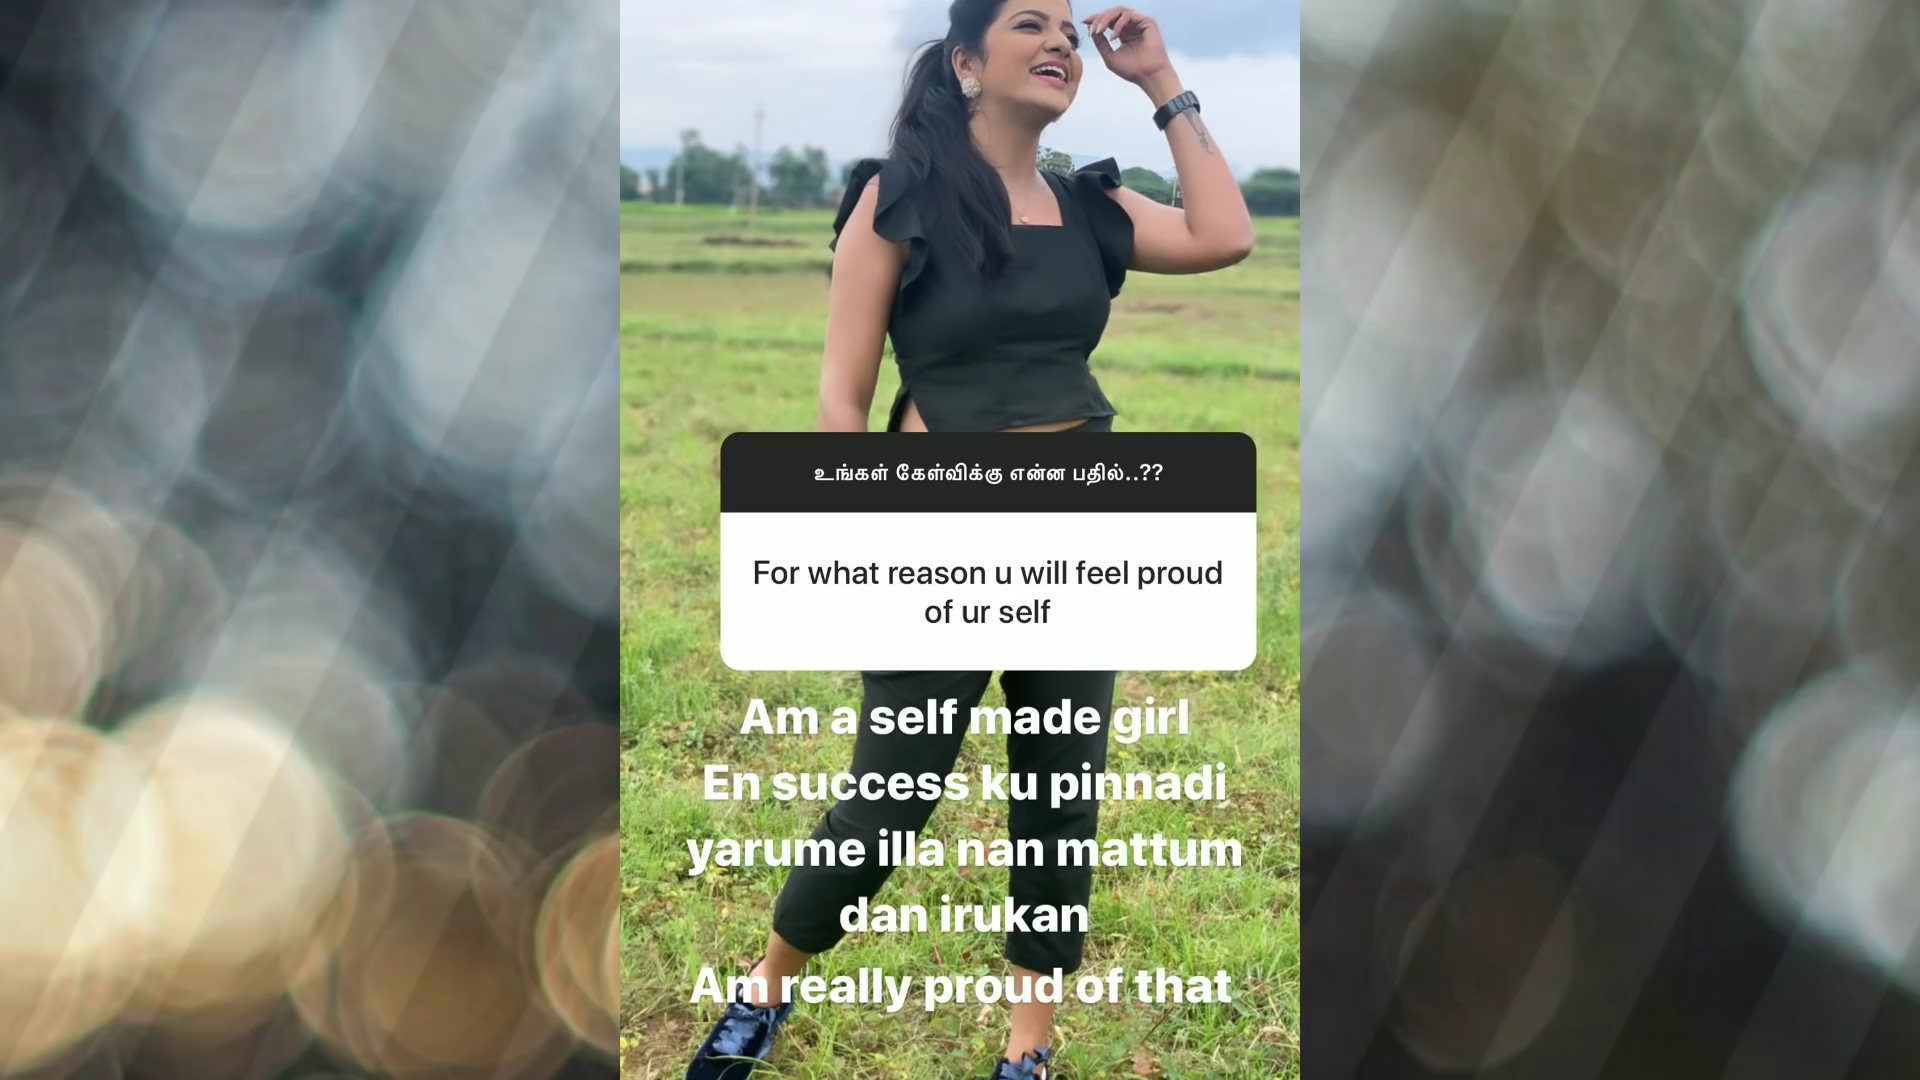 உங்கள் கேள்விக்கு என்ன பதில்..??
For what reason u will feel proud
of ur self
Am a self made girl
En success ku pinnadi
yarume illa nan mattum
dan irukan
Am really proud of that